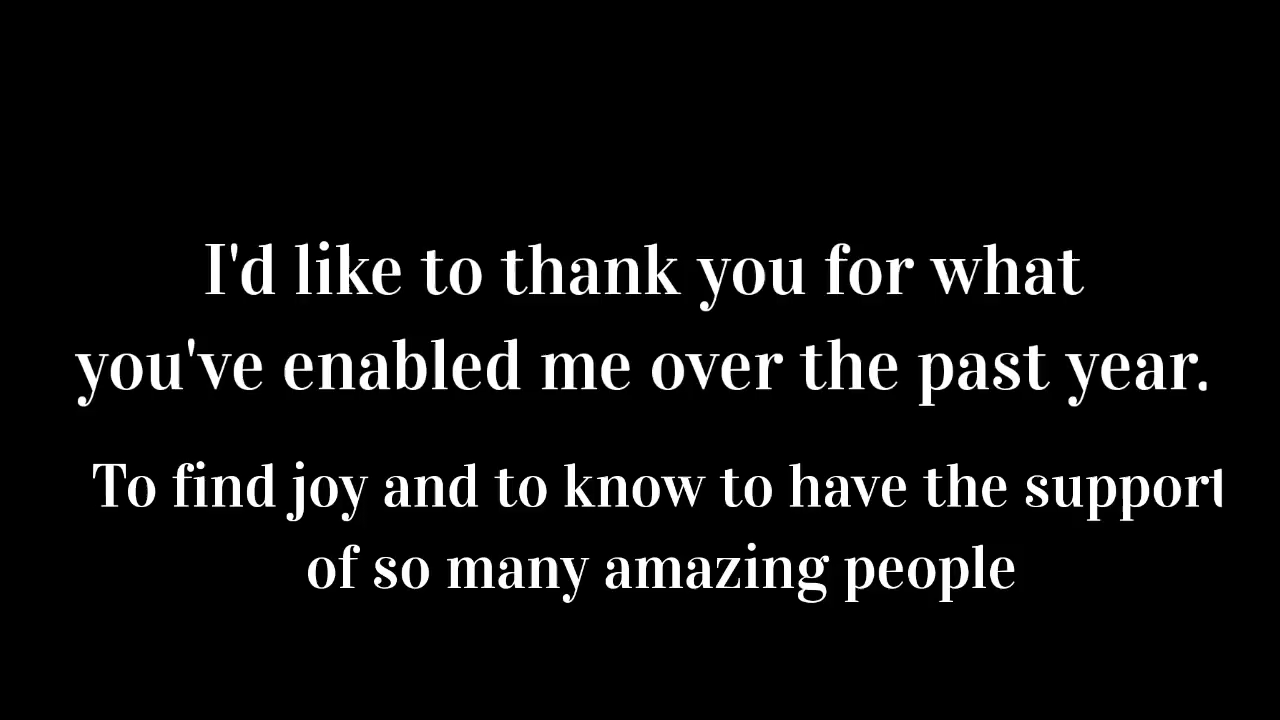 I'd like to thank you for what
you've enabled me over the past year.
To find joy and to know to have the support
of so many amazing people